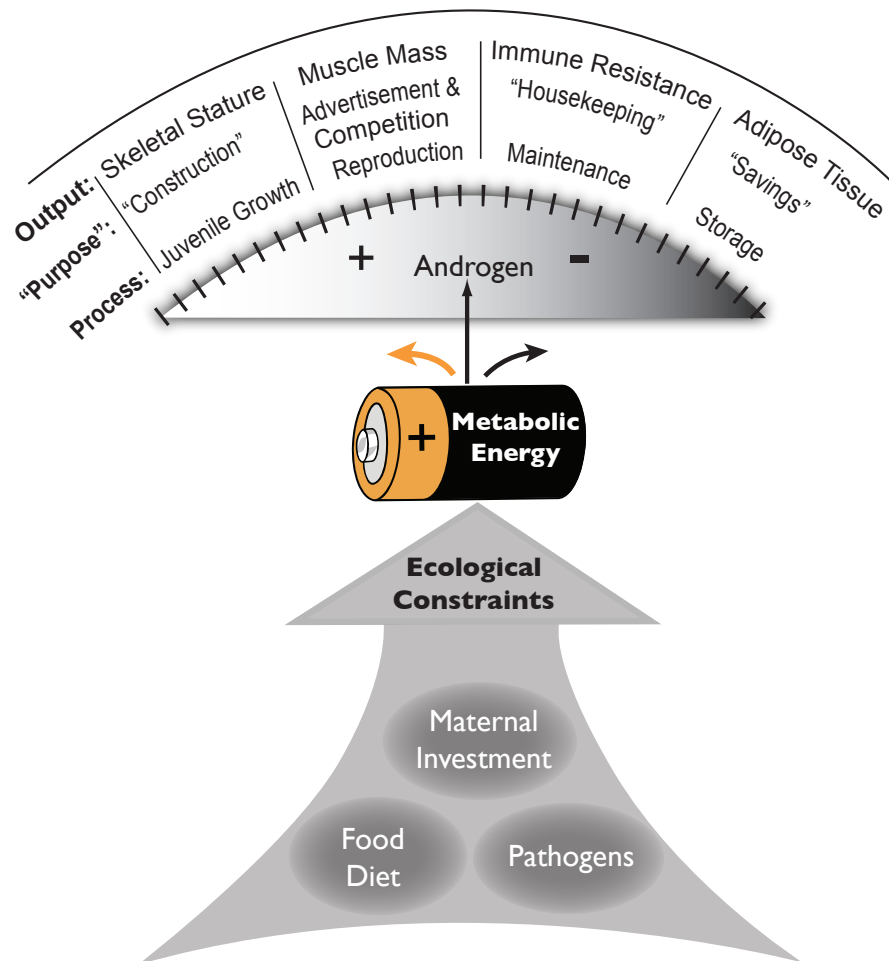 Output:
Skeletal Stature
Muscle Mass
Immune Resistance
Adipose Tissue
“Purpose”:
“Construction”
Advertisement &
Competition
“Housekeeping”
“Savings”
Process:
Juvenile Growth
Reproduction
Maintenance
Storage
+
Androgen
-
+
Metabolic
Energy
Ecological
Constraints
Maternal
Investment
Food
Diet
Pathogens